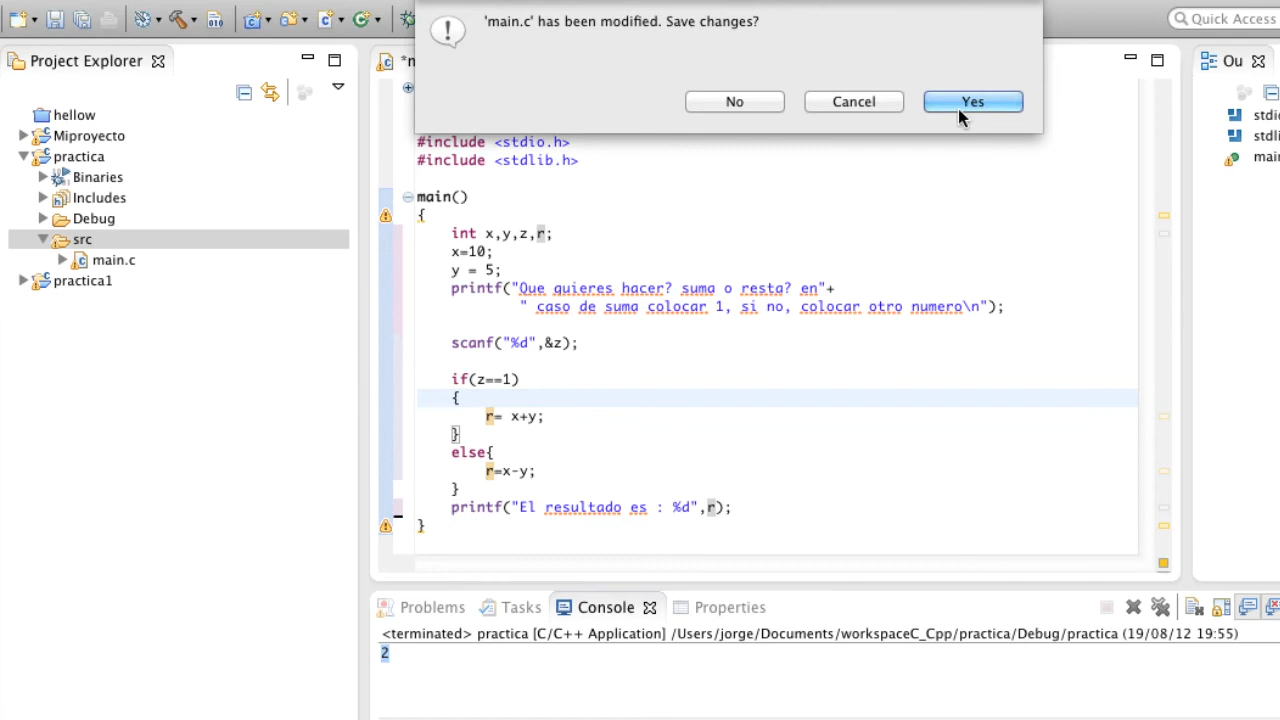 'main.c' has been modified. Save changes?
No
Cancel
Yes
Quick Access
Project Explorer
hellow
Miproyecto
practica
Binaries
Includes
Debug
src
main.c
practica1
Ou
stdio
stdli
main
#include <stdio.h>
#include <stdlib.h>
main()
{
int x,y,z,r;
x=10;
y = 5;
printf("Que quieres hacer? suma o resta? en"+
" caso de suma colocar 1, si no, colocar otro numero\n");
scanf("%d",&z);
if(z==1)
{
r= x+y;
}
else{
r=x-y;
}
printf("El resultado es : %d",r);
}
Problems
Tasks
Console
Properties
<terminated> practica [C/C++ Application] /Users/jorge/Documents/workspaceC_Cpp/practica/Debug/practica (19/08/12 19:55)
2